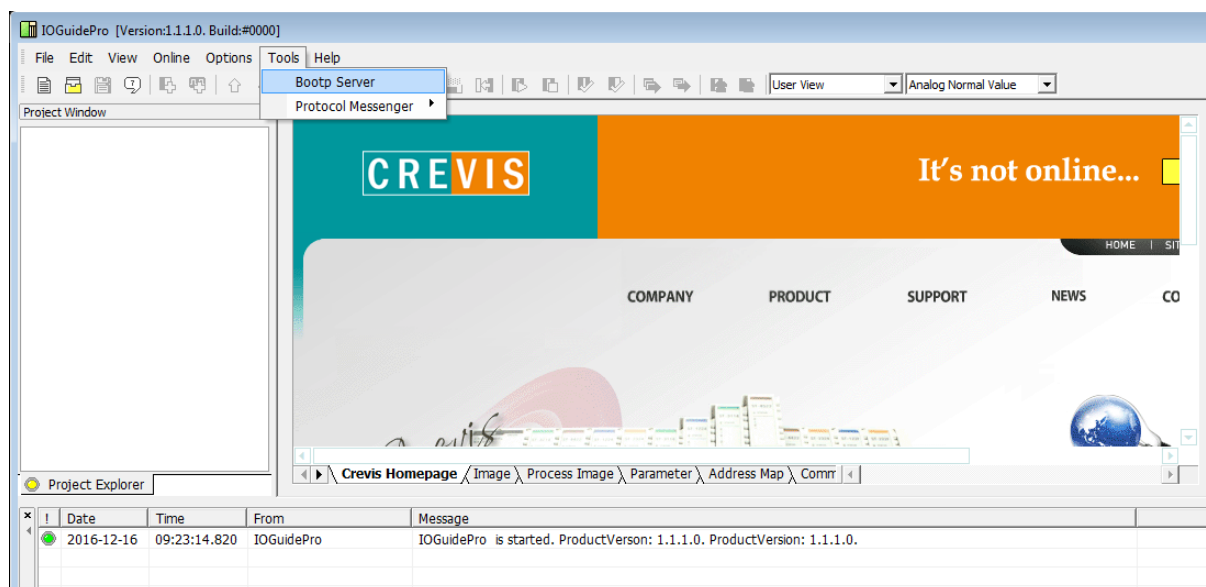 IOGuidePro [Version:1.1.1.0. Build:#0000]
File Edit View Online Options Tools Help
Bootp Server
Protocol Messenger
User View
Analog Normal Value
Project Window
CREVIS
It's not online...
HOME | SIT
COMPANY PRODUCT SUPPORT NEWS CO
Crevis Homepage Image Process Image Parameter Address Map Comm
Project Explorer
! Date Time From Message
2016-12-16 09:23:14.820 IOGuidePro IOGuidePro is started. ProductVerson: 1.1.1.0. ProductVersion: 1.1.1.0.